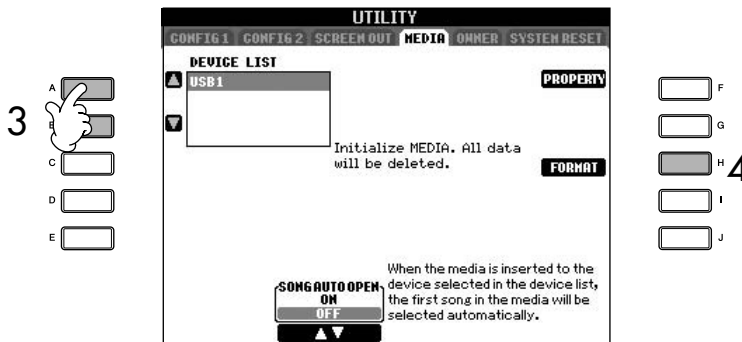 UTILITY
CONFIG 1 CONFIG 2 SCREEN OUT MEDIA OWNER SYSTEM RESET
DEVICE LIST
USB1
PROPERTY
Initialize MEDIA. All data
will be deleted.
FORMAT
When the media is inserted to the
device selected in the device list,
the first song in the media will be
selected automatically.
SONG AUTO OPEN
ON
OFF
3
A
B
C
D
E
F
G
H
I
J
4